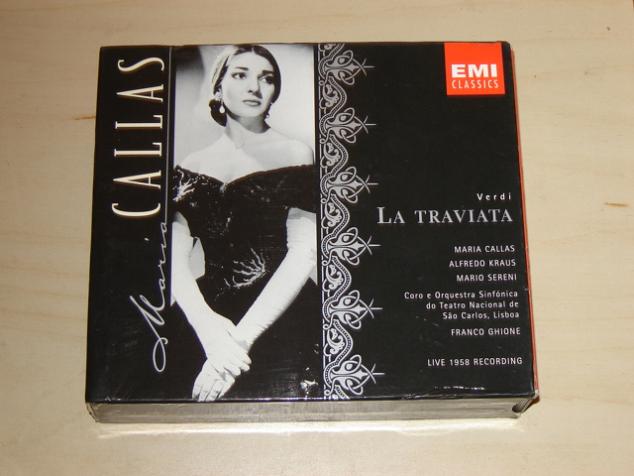 Maria CALLAS
EMI
CLASSICS
Verdi
LA TRAVIATA
MARIA CALLAS
ALFREDO KRAUS
MARIO SERENI
Coro e Orquestra Sinfónica
do Teatro Nacional de
São Carlos, Lisboa
FRANCO GHIONE
LIVE 1958 RECORDING